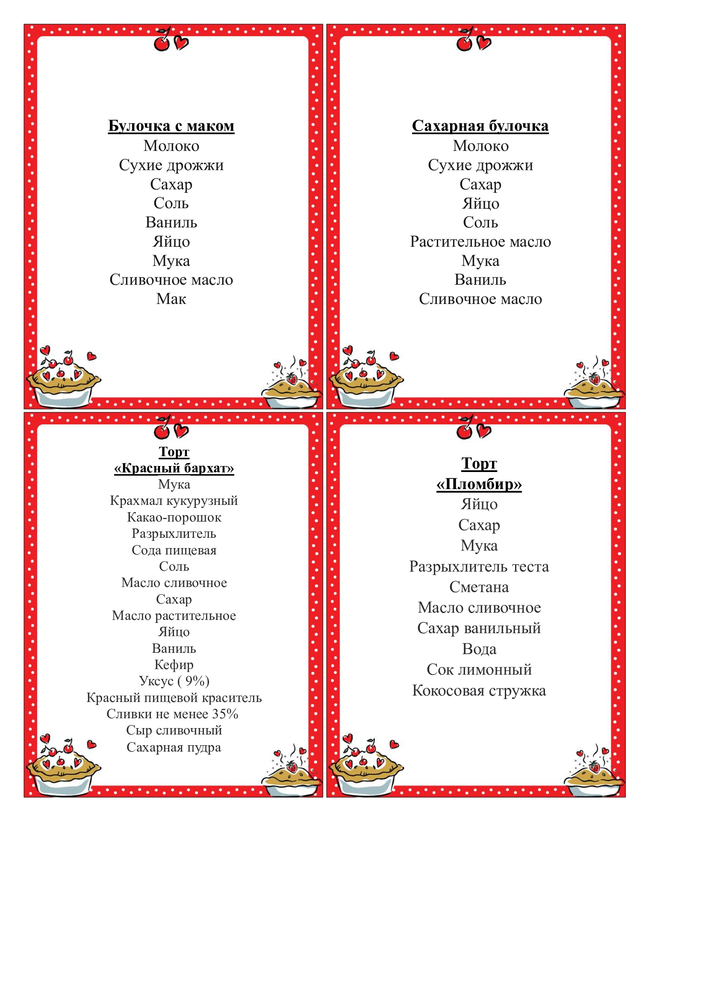 Булочка с маком
Молоко
Сухие дрожжи
Сахар
Соль
Ваниль
Яйцо
Мука
Сливочное масло
Мак
Сахарная булочка
Молоко
Сухие дрожжи
Сахар
Яйцо
Соль
Растительное масло
Мука
Ваниль
Сливочное масло
Торт
«Красный бархат»
Мука
Крахмал кукурузный
Какао-порошок
Разрыхлитель
Сода пищевая
Соль
Масло сливочное
Сахар
Масло растительное
Яйцо
Ваниль
Кефир
Уксус ( 9%)
Красный пищевой краситель
Сливки не менее 35%
Сыр сливочный
Сахарная пудра
Торт
«Пломбир»
Яйцо
Сахар
Мука
Разрыхлитель теста
Сметана
Масло сливочное
Сахар ванильный
Вода
Сок лимонный
Кокосовая стружка